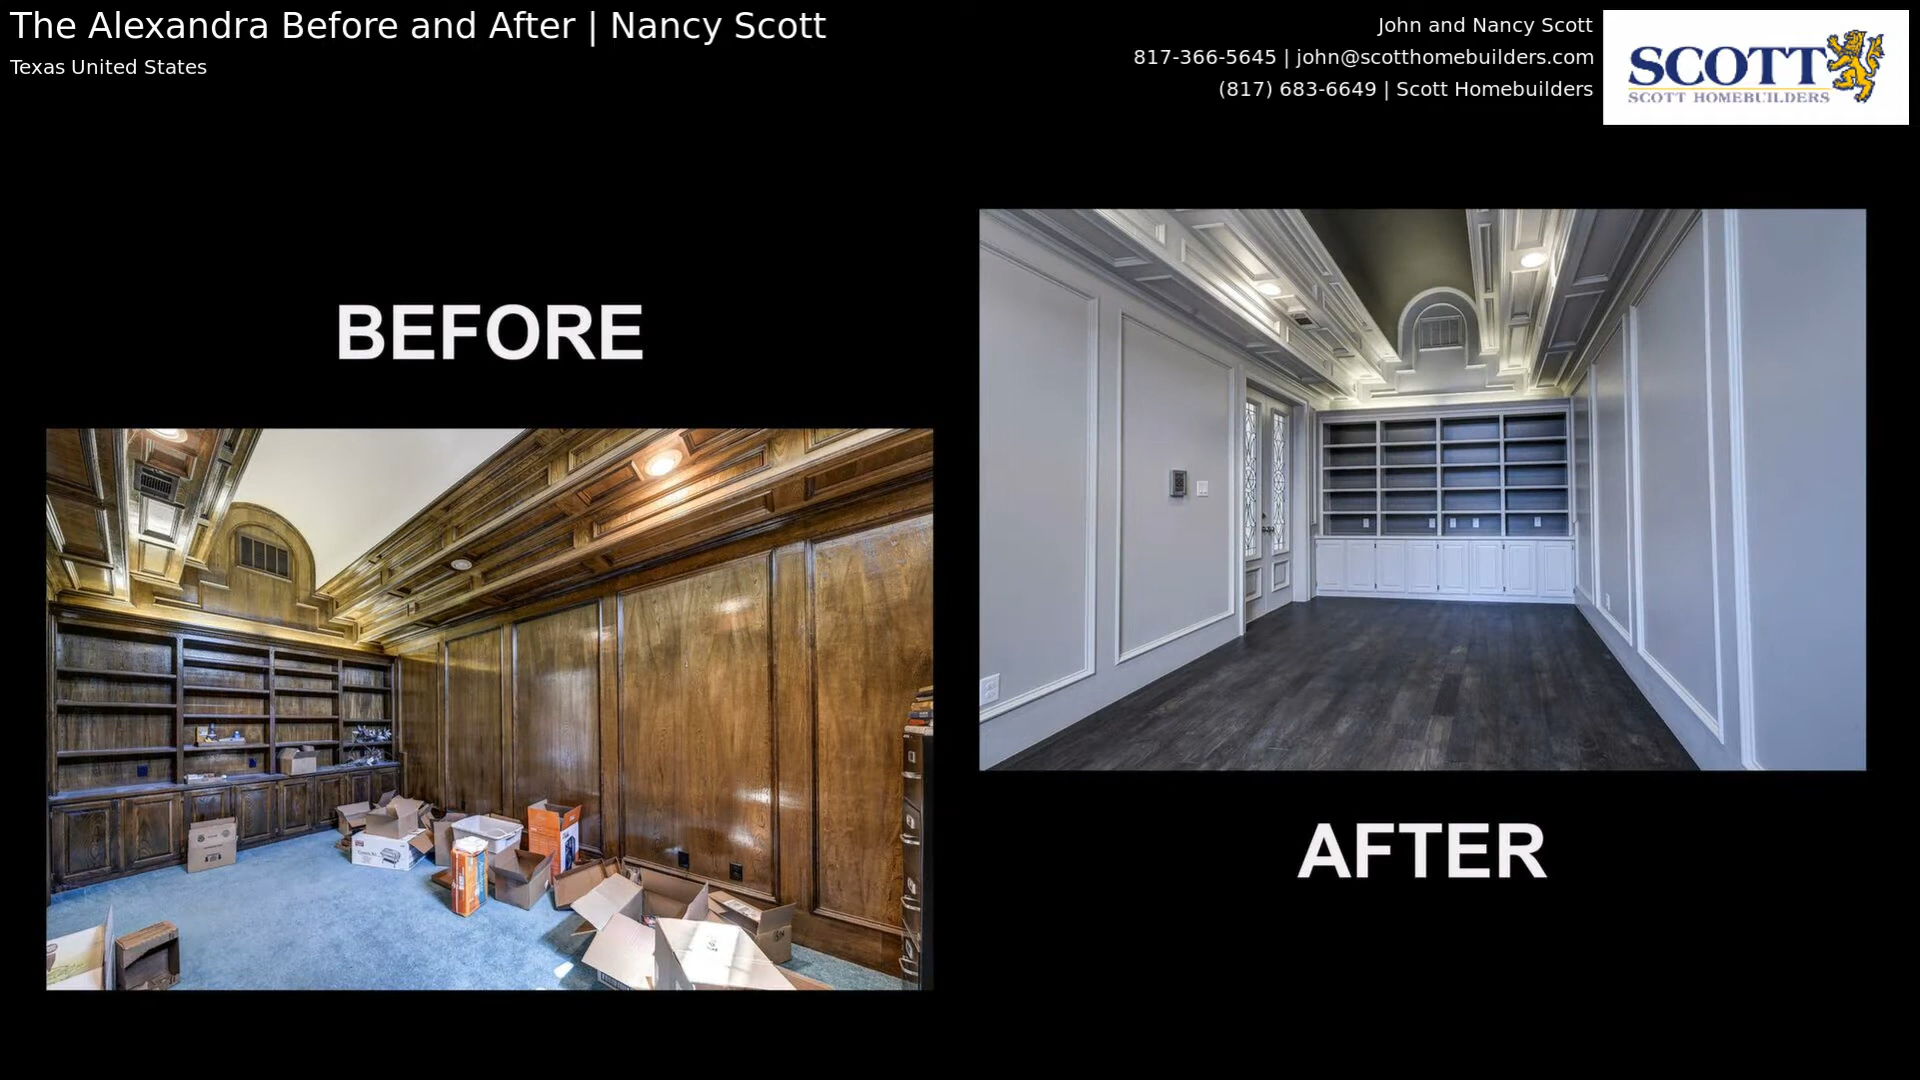 The Alexandra Before and After | Nancy Scott
Texas United States
John and Nancy Scott
817-366-5645 | john@scotthomebuilders.com
(817) 683-6649 | Scott Homebuilders
SCOTT
SCOTT HOMEBUILDERS
BEFORE
AFTER